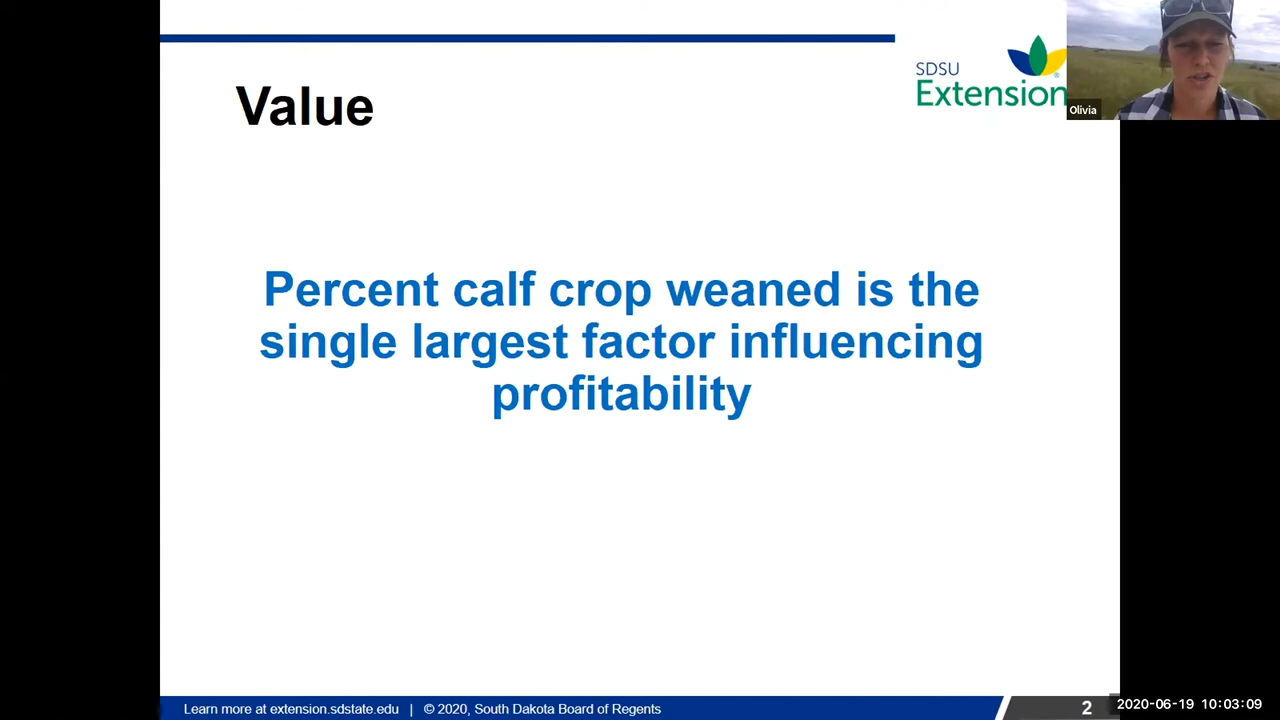 SDSU
Extension
Olivia
Value
Percent calf crop weaned is the
single largest factor influencing
profitability
Learn more at extension.sdstate.edu | © 2020, South Dakota Board of Regents
2
2020-06-19 10:03:09